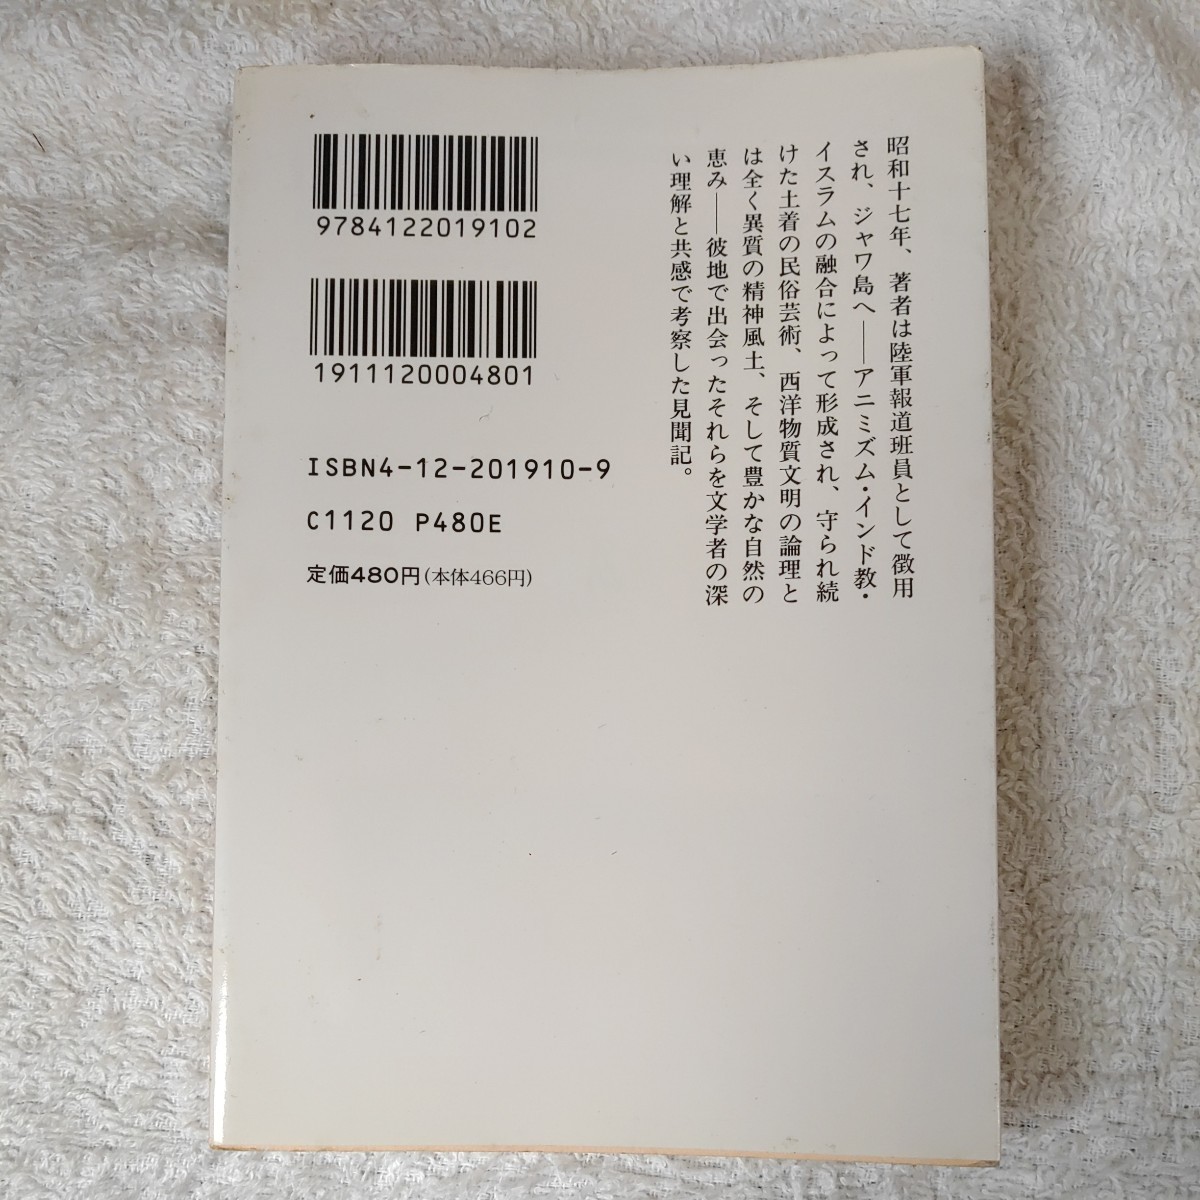 昭和十七年、著者は陸軍報道班員として徴用
され、ジャワ島へ――アニミズム・インド教・
イスラムの融合によって形成され、守られ続
けた土着の民俗芸術、西洋物質文明の論理と
は全く異質の精神風土、そして豊かな自然の
恵み――彼地で出会ったそれらを文学者の深
い理解と共感で考察した見聞記。
9784122019102
1911120004801
ISBN4-12-201910-9
C1120 P480E
定価480円(本体466円)